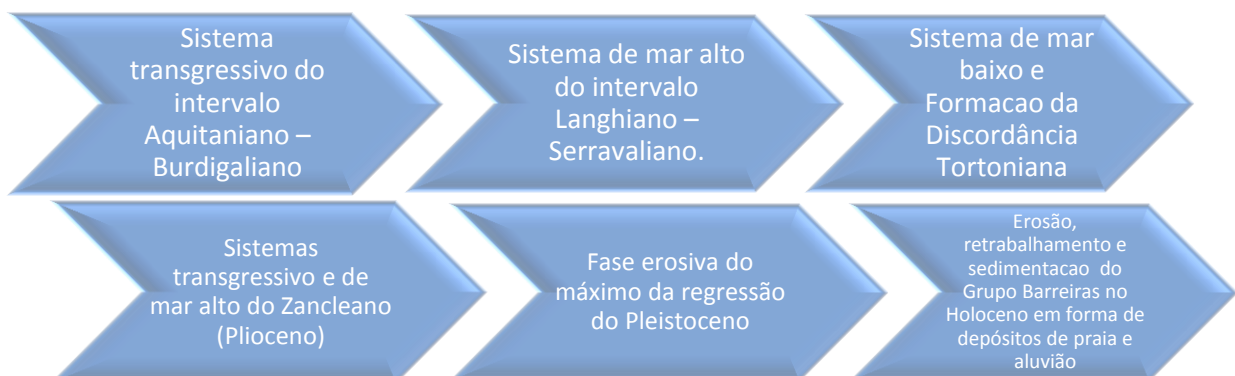 Sistema
transgressivo do
intervalo
Aquitaniano –
Burdigaliano
Sistema de mar alto
do intervalo
Langhiano –
Serravaliano.
Sistema de mar
baixo e
Formacao da
Discordância
Tortoniana
Sistemas
transgressivo e de
mar alto do Zancleano
(Plioceno)
Fase erosiva do
máximo da regressão
do Pleistoceno
Erosão,
retrabalhamento e
sedimentacao do
Grupo Barreiras no
Holoceno em forma de
depósitos de praia e
aluvião